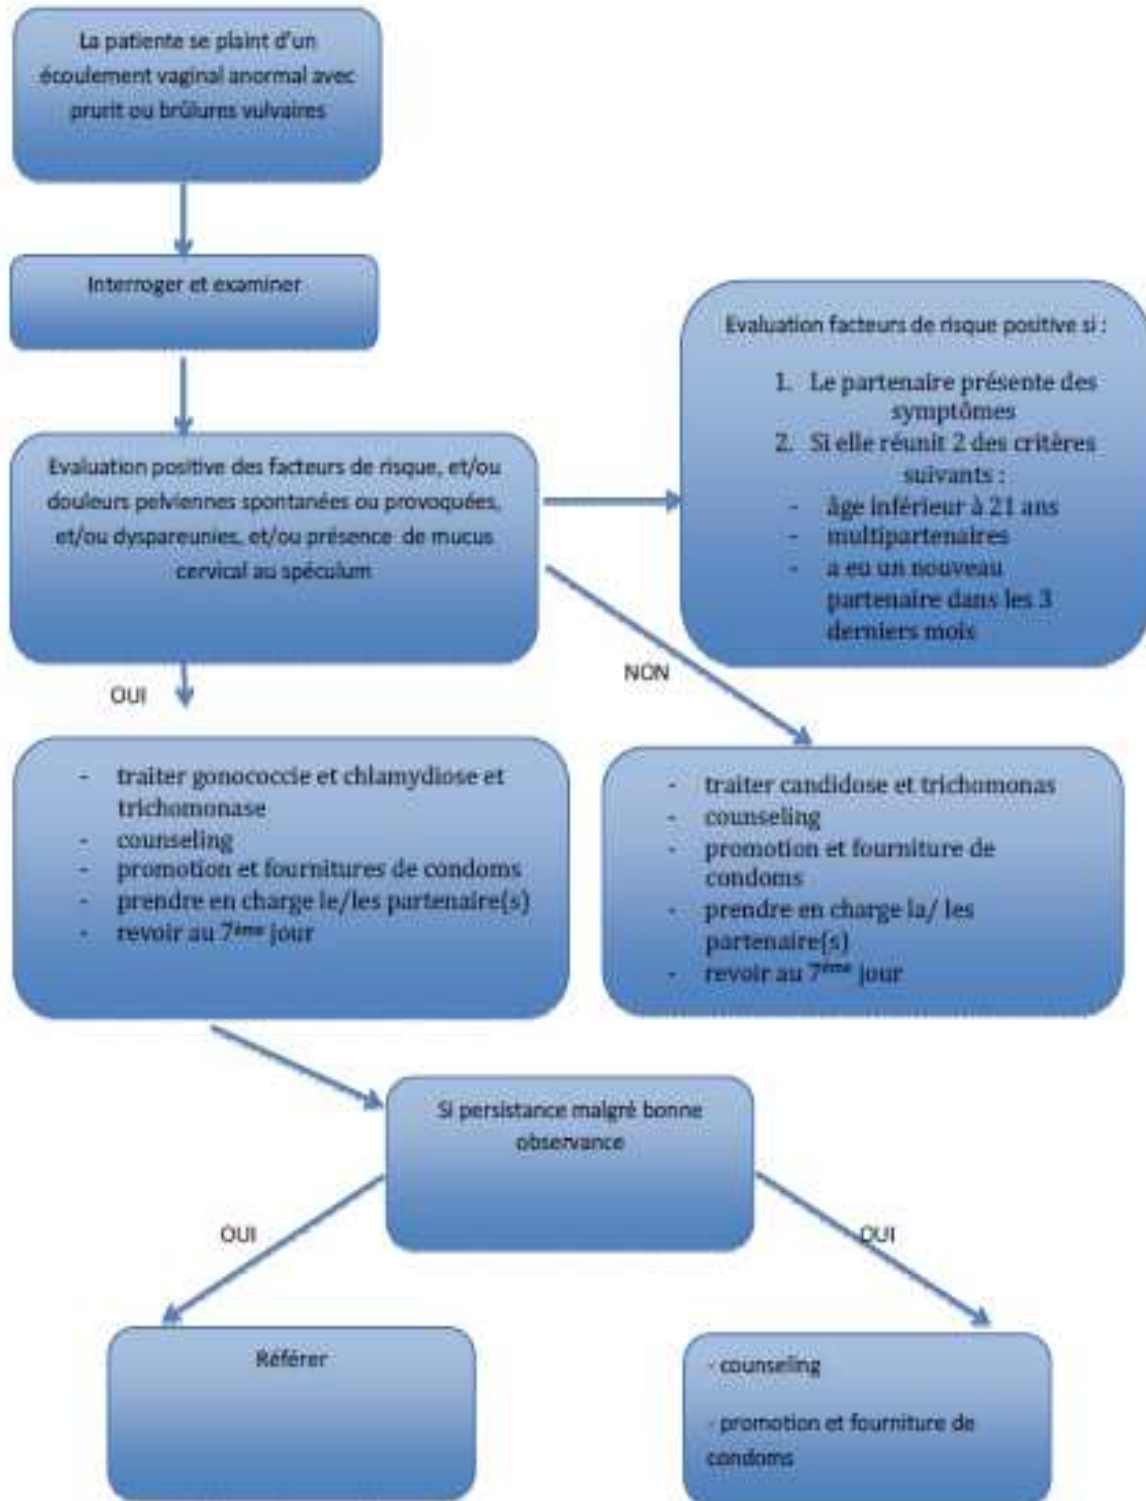 La patiente se plaint d'un
écoulement vaginal anormal avec
prurit ou brûlures vulvaires
Interroger et examiner
Evaluation facteurs de risque positive si :
1. Le partenaire présente des
symptômes
2. Si elle réunit 2 des critères
suivants :
- âge inférieur à 21 ans
- multipartenaires
- a eu un nouveau
partenaire dans les 3
derniers mois
Evaluation positive des facteurs de risque, et/ou
douleurs pelviennes spontanées ou provoquées,
et/ou dyspareunies, et/ou présence de mucus
cervical au spéculum
OUI
NON
- traiter gonococcie et chlamydiose et
trichomonase
- counseling
- promotion et fournitures de condoms
- prendre en charge le/les partenaire(s)
- revoir au 7ème jour
- traiter candidose et trichomonas
- counseling
- promotion et fourniture de
condoms
- prendre en charge la/ les
partenaire(s)
- revoir au 7ème jour
Si persistance malgré bonne
observance
OUI
OUI
Référer
- counseling
- promotion et fourniture de
condoms